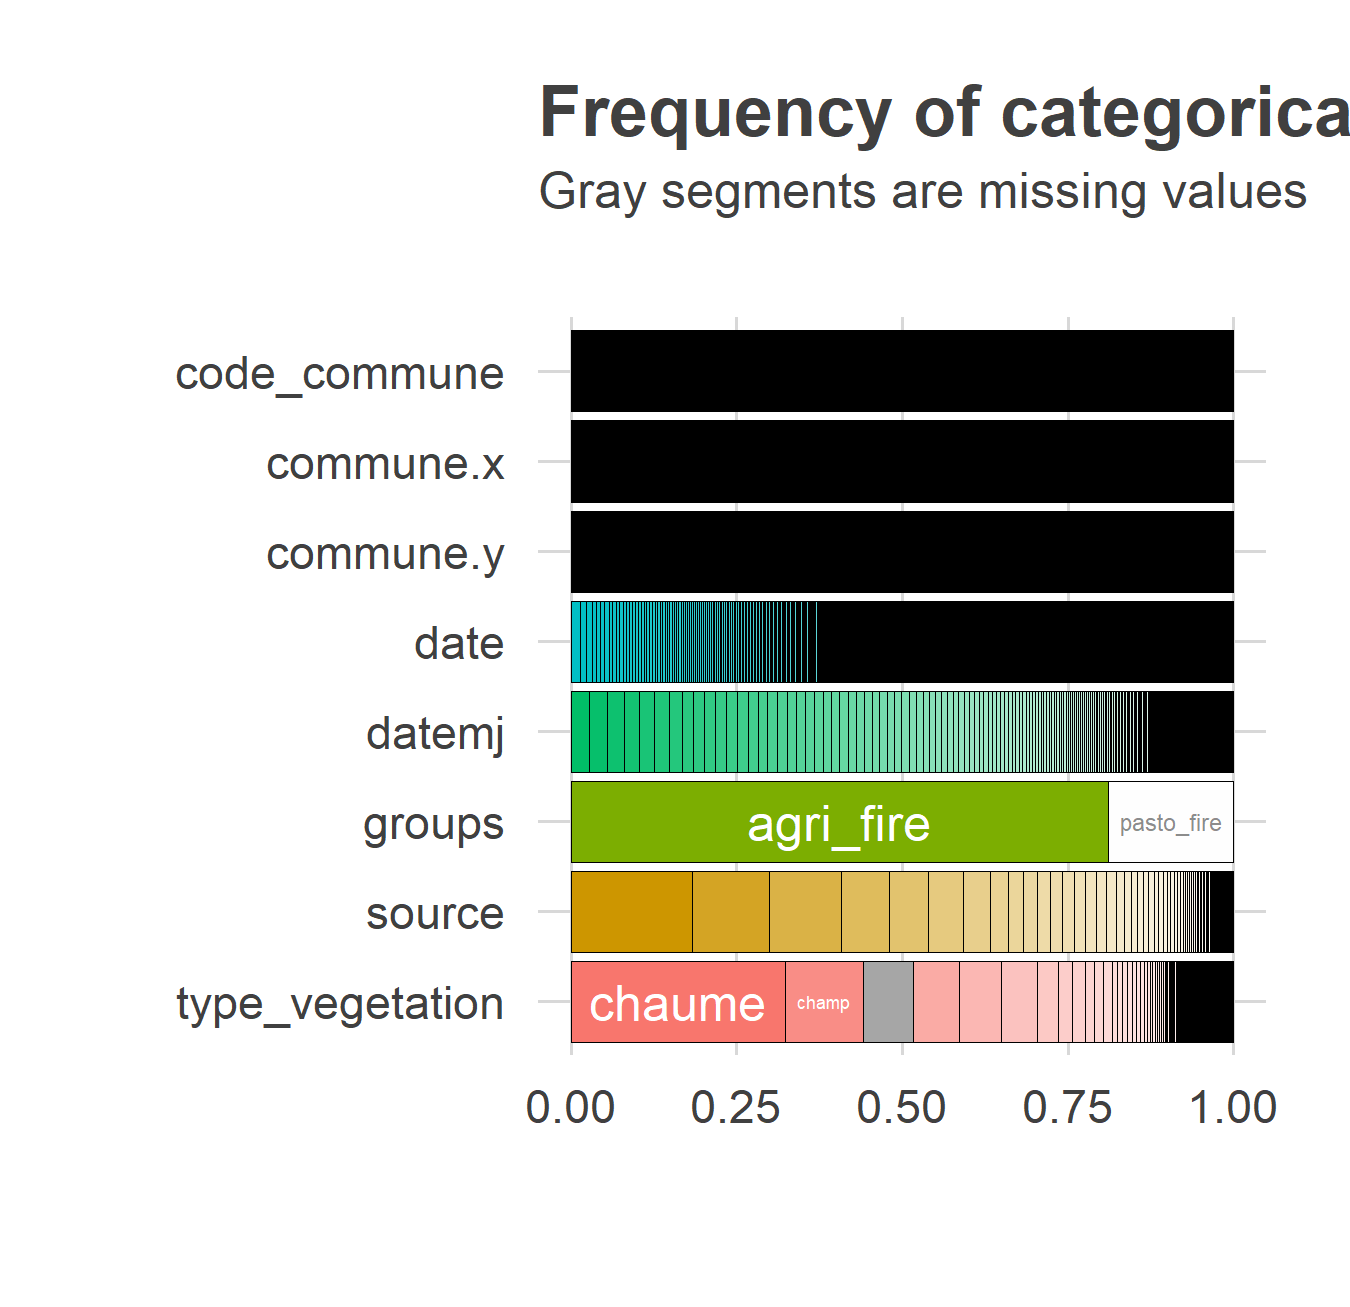 Frequency of categorica
Gray segments are missing values
code_commune
commune.x
commune.y
date
datemj
groups
agri_fire
pasto_fire
source
type_vegetation
chaume
champ
0.00
0.25
0.50
0.75
1.00